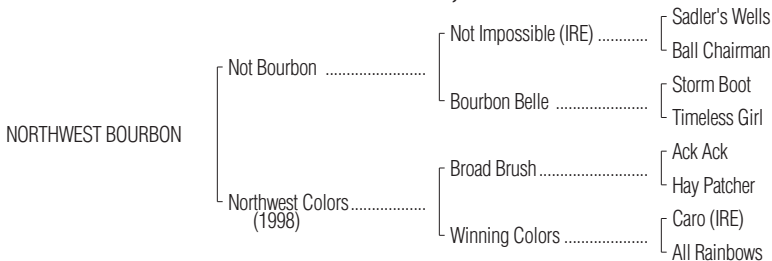 Sadler's Wells
Not Impossible (IRE) ............
Ball Chairman
Not Bourbon ........................
Storm Boot
Bourbon Belle ......................
Timeless Girl
NORTHWEST BOURBON
Ack Ack
Broad Brush..........................
Hay Patcher
Northwest Colors..................
(1998)
Caro (IRE)
Winning Colors ....................
All Rainbows